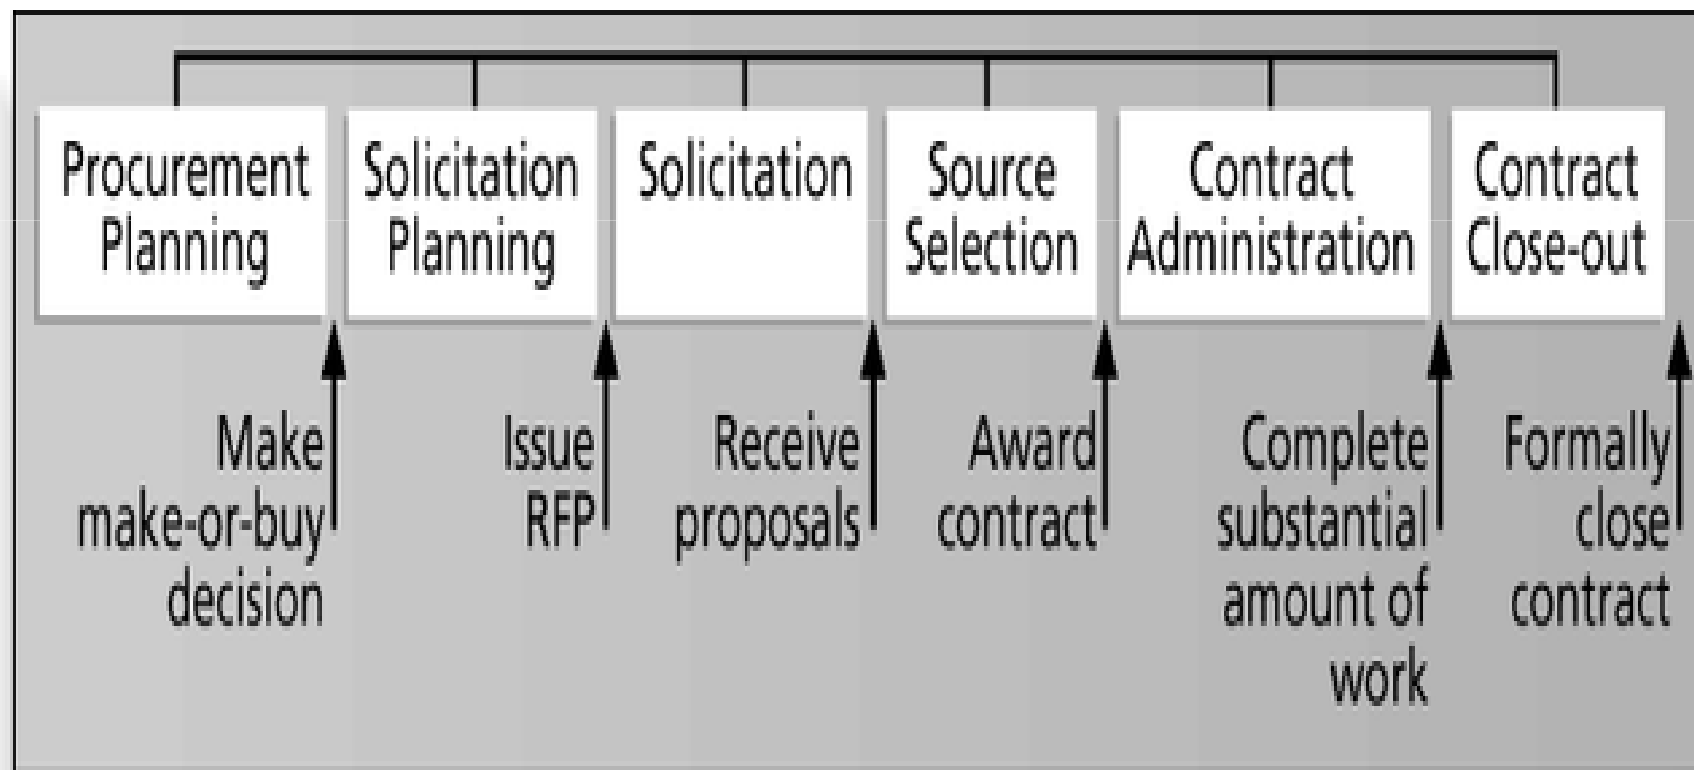 Procurement
Planning
Solicitation
Planning
Solicitation
Source
Selection
Contract
Administration
Contract
Close-out
Make
make-or-buy
decision
Issue
RFP
Receive
proposals
Award
contract
Complete
substantial
amount of
work
Formally
close
contract